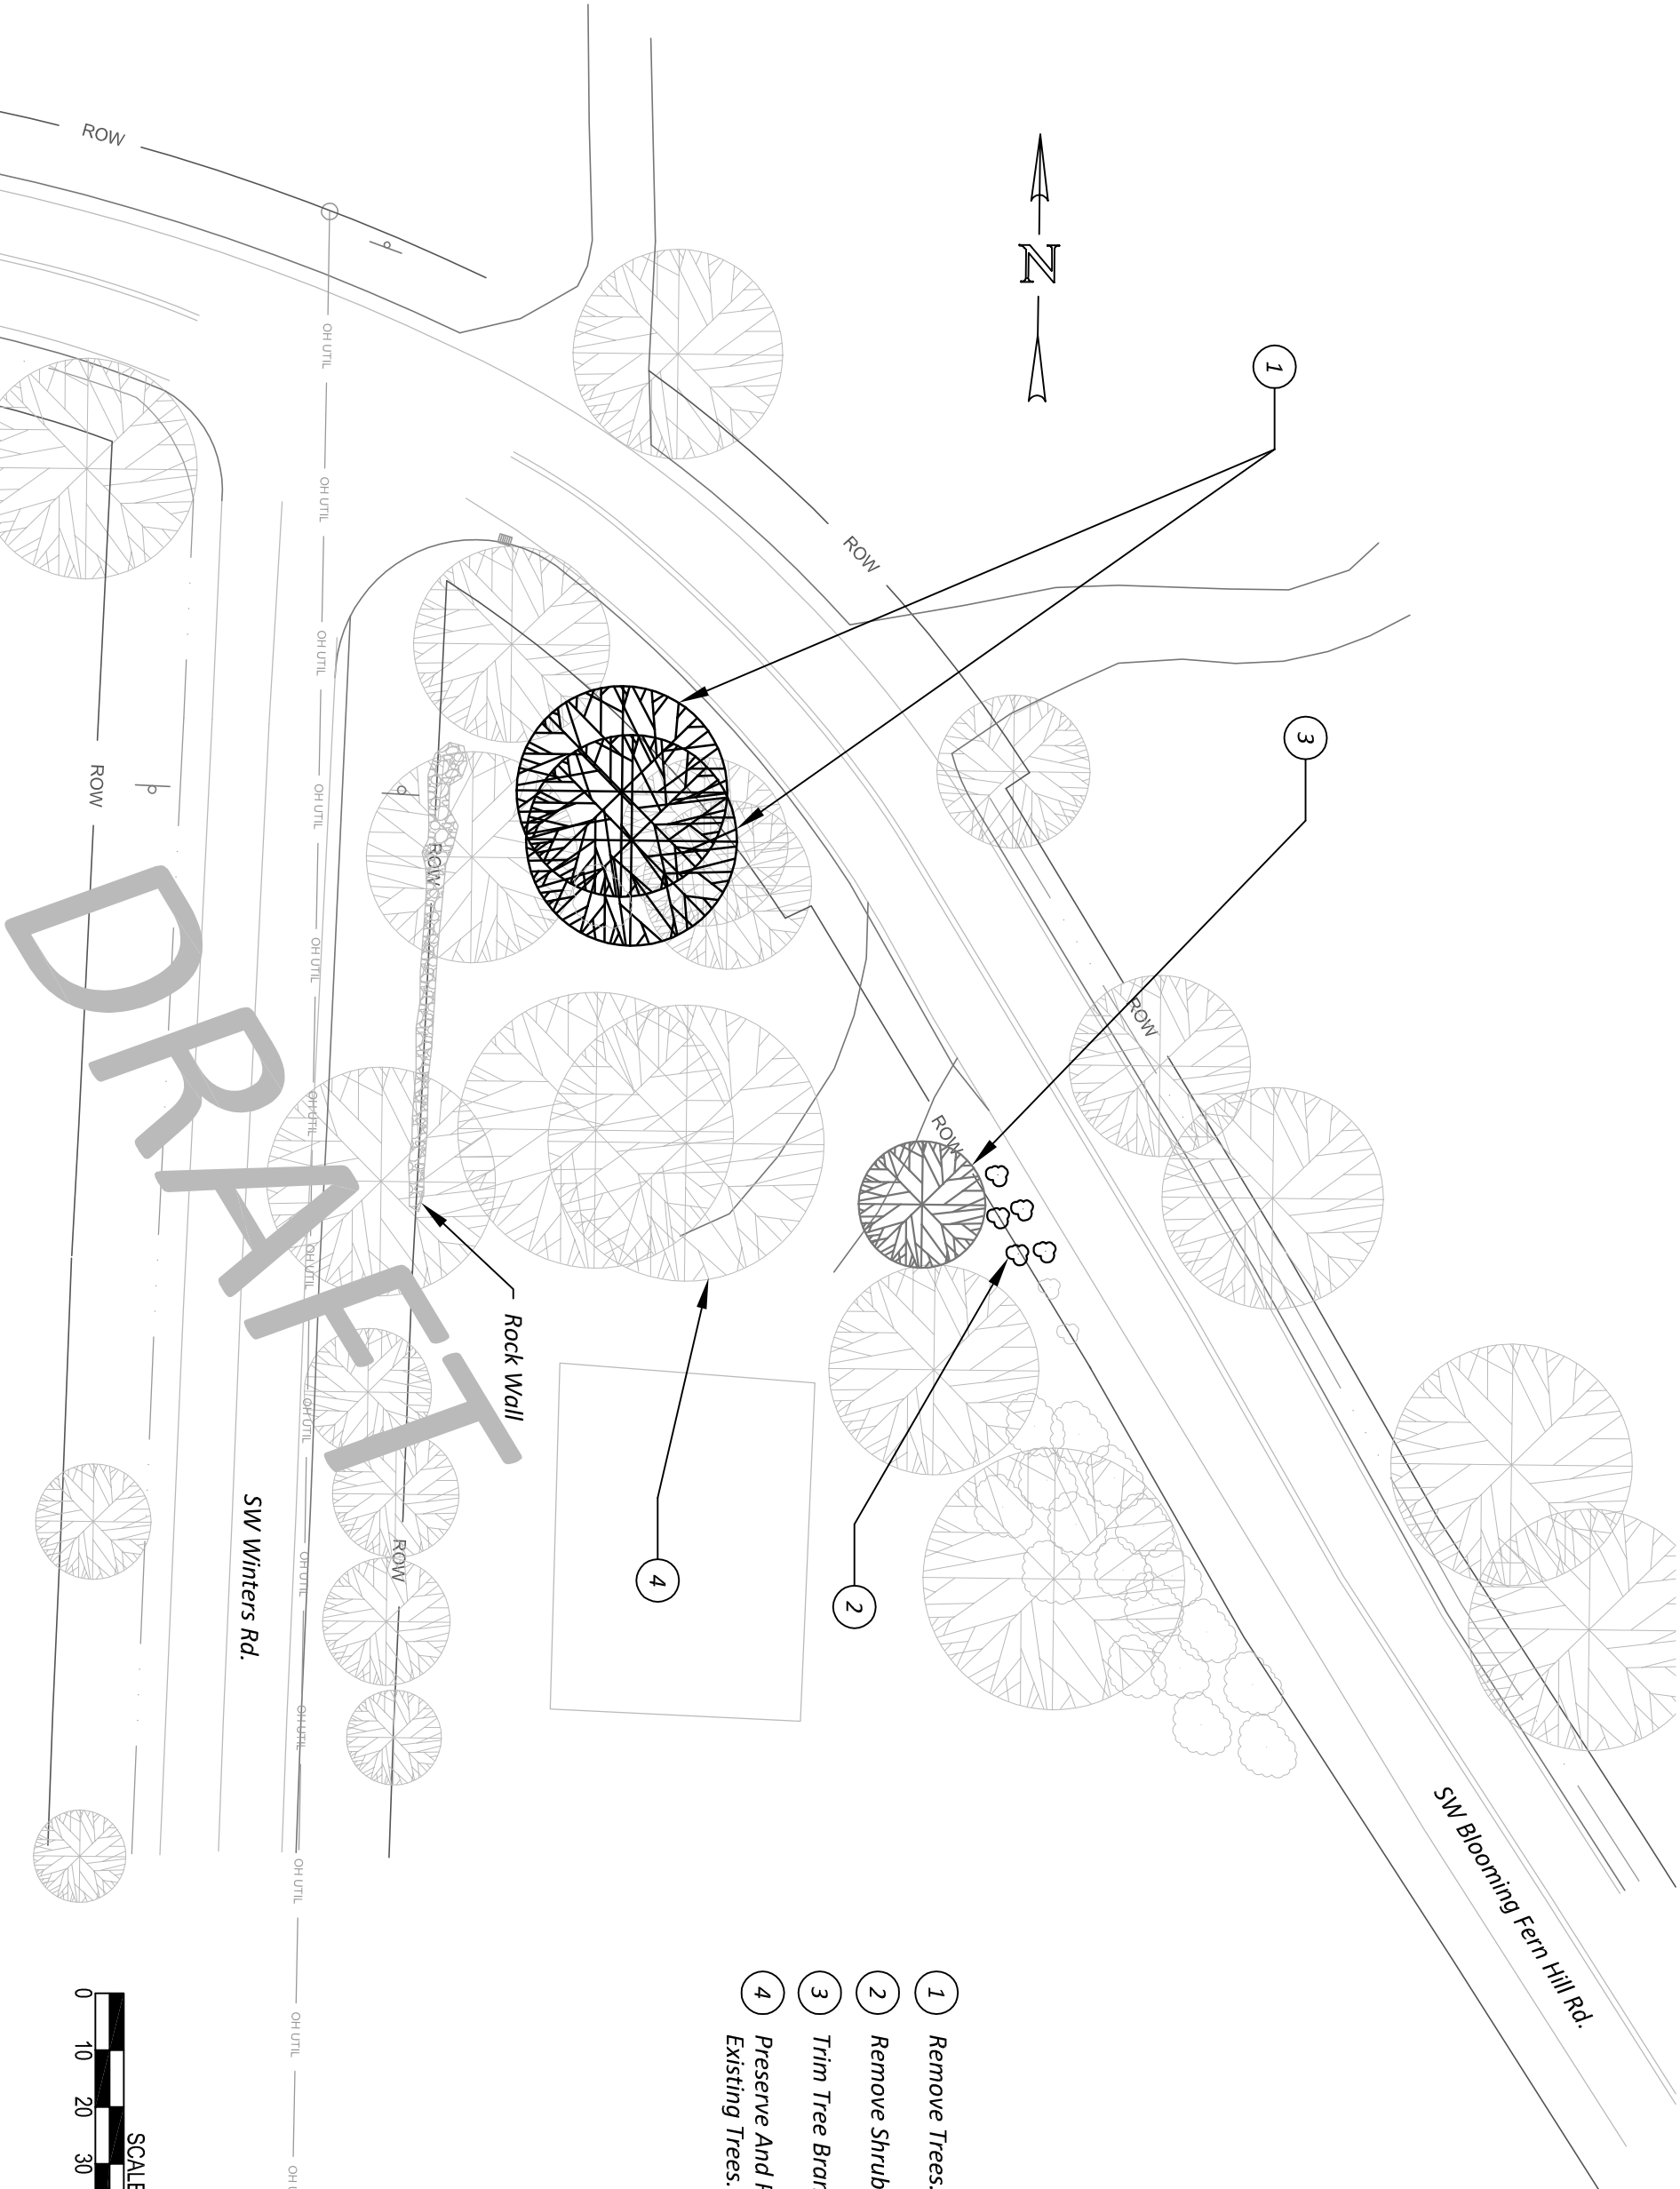 ROW
OH UTIL
OH UTIL
OH UTIL
OH UTIL
OH UTIL
OH UTIL
OH UTIL
OH UTIL
OH UTIL
OH UTIL
OH UTIL
OH UTIL
OH
ROW
ROW
ROW
ROW
ROW
ROW
N
1
3
4
2
Rock Wall
SW Winters Rd.
SW Blooming Fern Hill Rd.
DRAFT
1 Remove Trees.
2 Remove Shrub
3 Trim Tree
4 Preserve And
Existing Trees.
SCALE
0 10 20 30